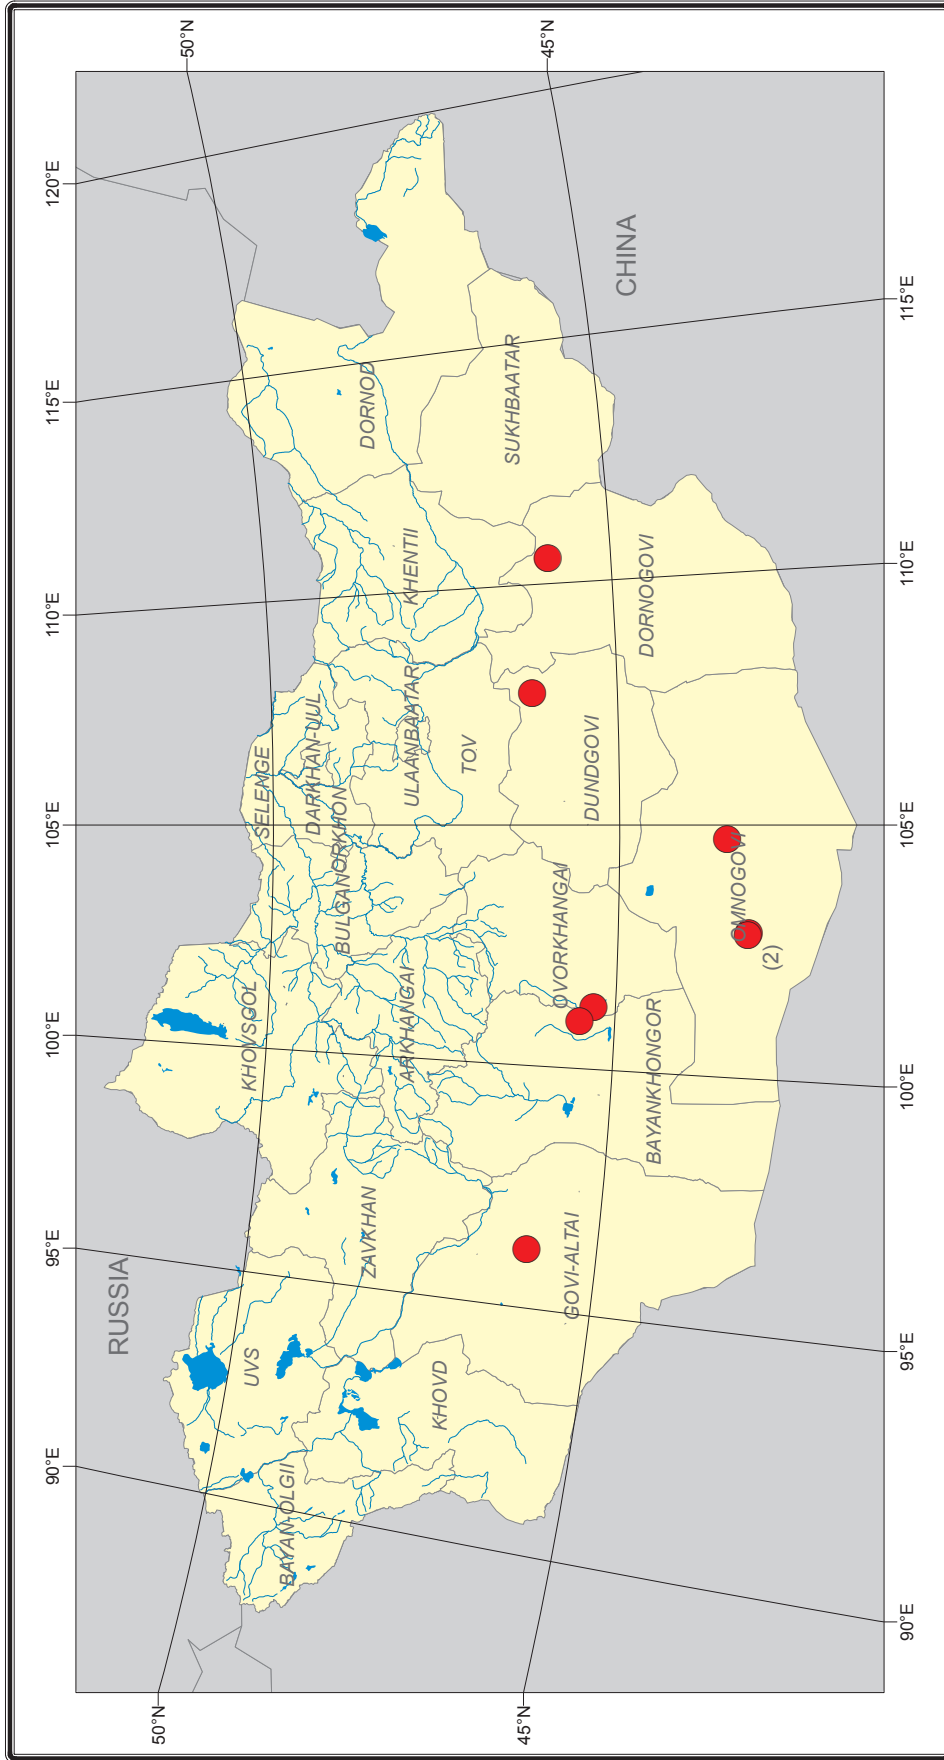 90°E
95°E
100°E
105°E
110°E
115°E
120°E
50°N
50°N
45°N
45°N
RUSSIA
CHINA
BAYAN-OLGII
UVS
KHOVD
ZAVKHAN
GOVI-ALTAI
KHOVSGOL
ARKHANGAI
BAYANKHONGOR
BULGAN
ORKHON
OVORKHANGAI
SELENGE
DARKHAN-UUL
ULAANBAATAR
TOV
DUNDGOVI
OMNOGOVI
(2)
KHENTII
DORNOGOVI
DORNOD
SUKHBAATAR
90°E
95°E
100°E
105°E
110°E
115°E